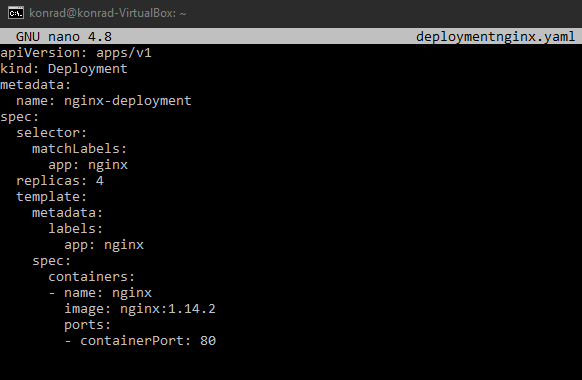 konrad@konrad-VirtualBox: ~
GNU nano 4.8 deploymentnginx.yaml
apiVersion: apps/v1
kind: Deployment
metadata:
  name: nginx-deployment
spec:
  selector:
    matchLabels:
      app: nginx
  replicas: 4
  template:
    metadata:
      labels:
        app: nginx
    spec:
      containers:
      - name: nginx
        image: nginx:1.14.2
        ports:
        - containerPort: 80